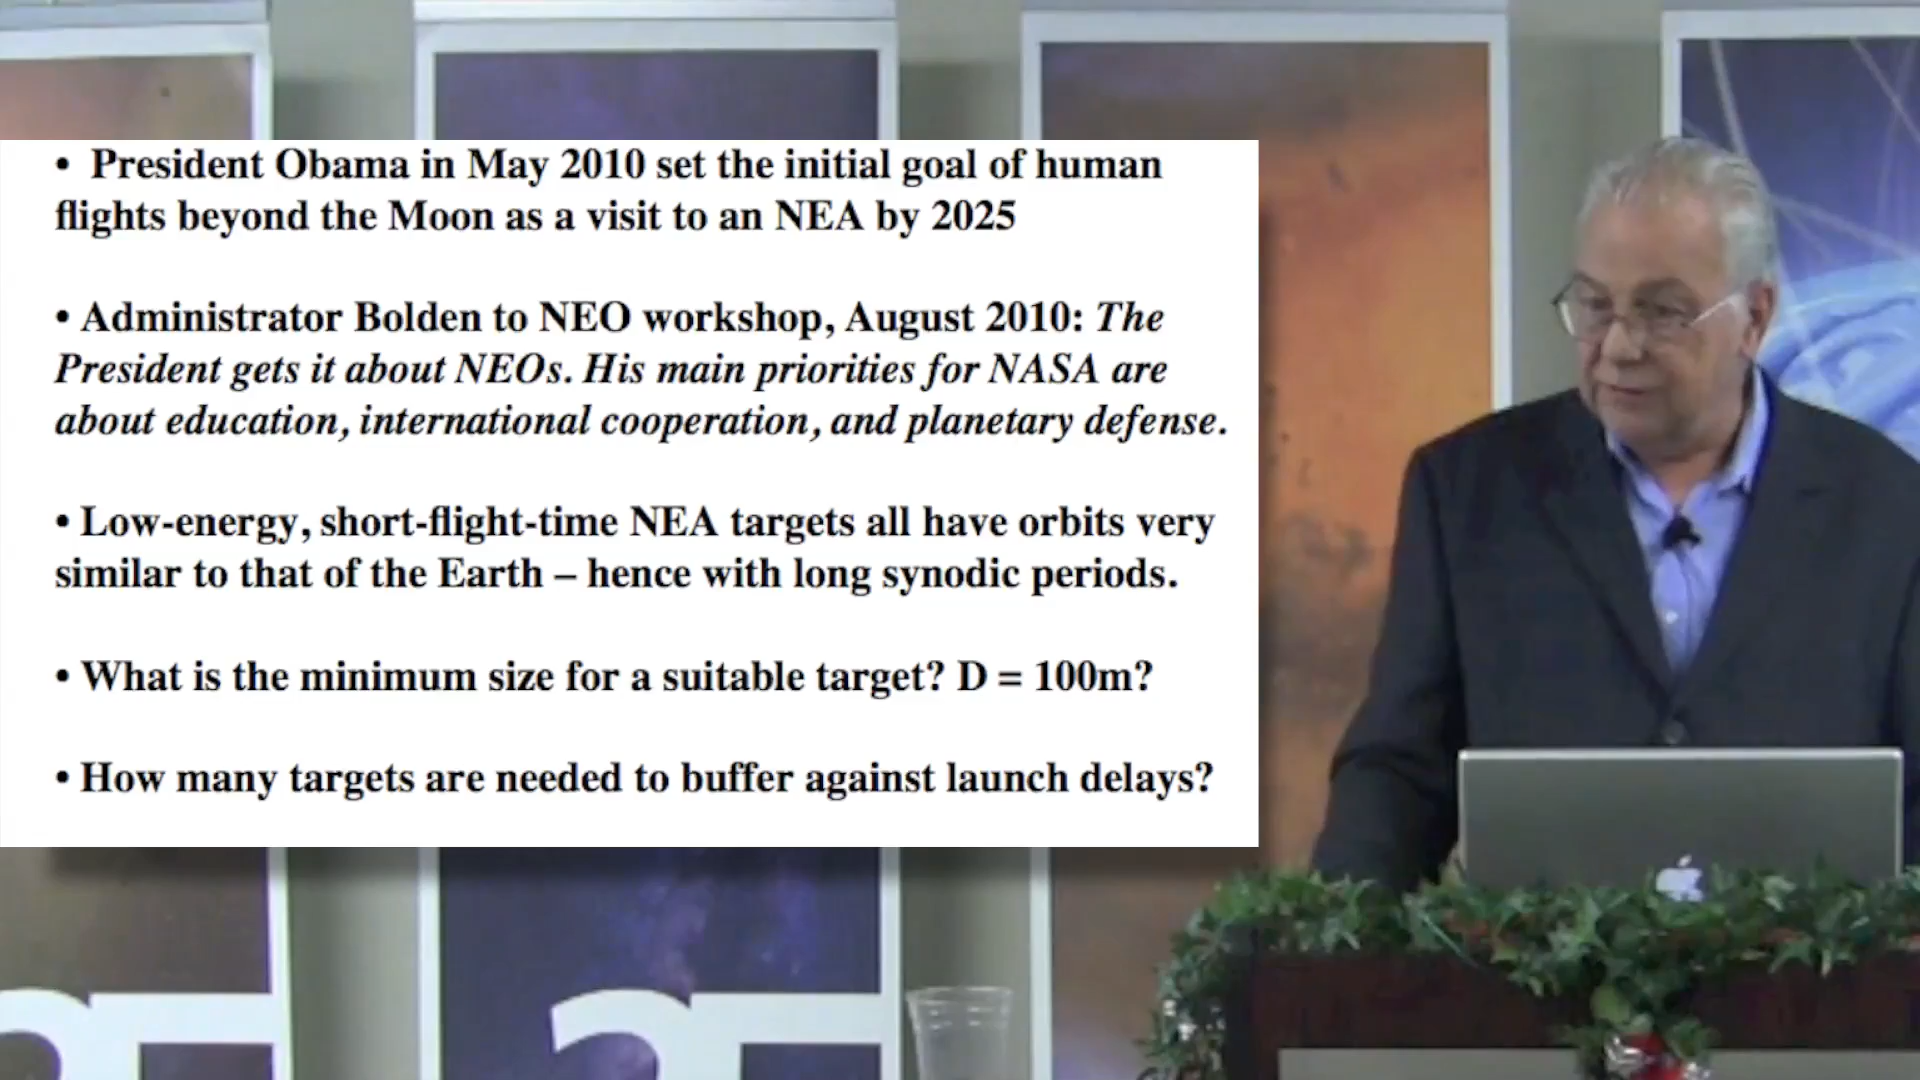 • President Obama in May 2010 set the initial goal of human
flights beyond the Moon as a visit to an NEA by 2025
• Administrator Bolden to NEO workshop, August 2010: The
President gets it about NEOs. His main priorities for NASA are
about education, international cooperation, and planetary defense.
• Low-energy, short-flight-time NEA targets all have orbits very
similar to that of the Earth – hence with long synodic periods.
• What is the minimum size for a suitable target? D = 100m?
• How many targets are needed to buffer against launch delays?